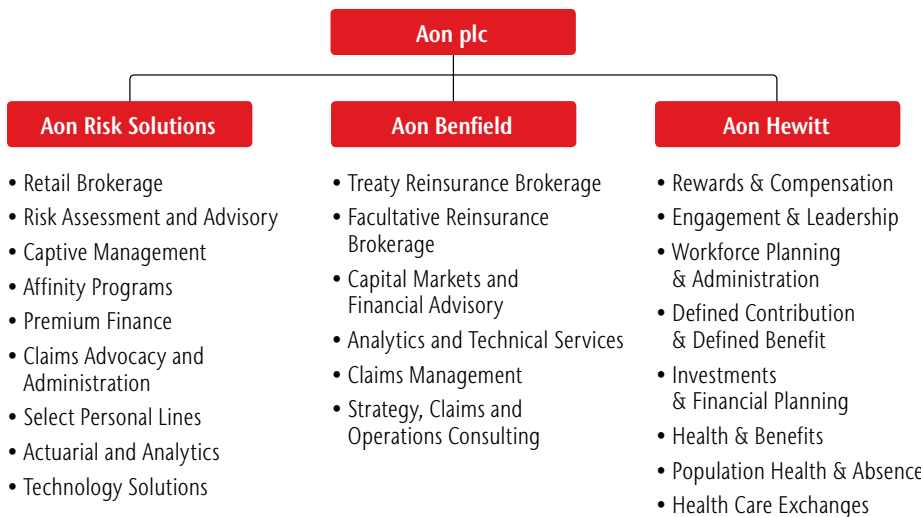 Aon plc
Aon Risk Solutions
• Retail Brokerage
• Risk Assessment and Advisory
• Captive Management
• Affinity Programs
• Premium Finance
• Claims Advocacy and
Administration
• Select Personal Lines
• Actuarial and Analytics
• Technology Solutions
Aon Benfield
• Treaty Reinsurance Brokerage
• Facultative Reinsurance
Brokerage
• Capital Markets and
Financial Advisory
• Analytics and Technical Services
• Claims Management
• Strategy, Claims and
Operations Consulting
Aon Hewitt
• Rewards & Compensation
• Engagement & Leadership
• Workforce Planning
& Administration
• Defined Contribution
& Defined Benefit
• Investments
& Financial Planning
• Health & Benefits
• Population Health & Absence
• Health Care Exchanges